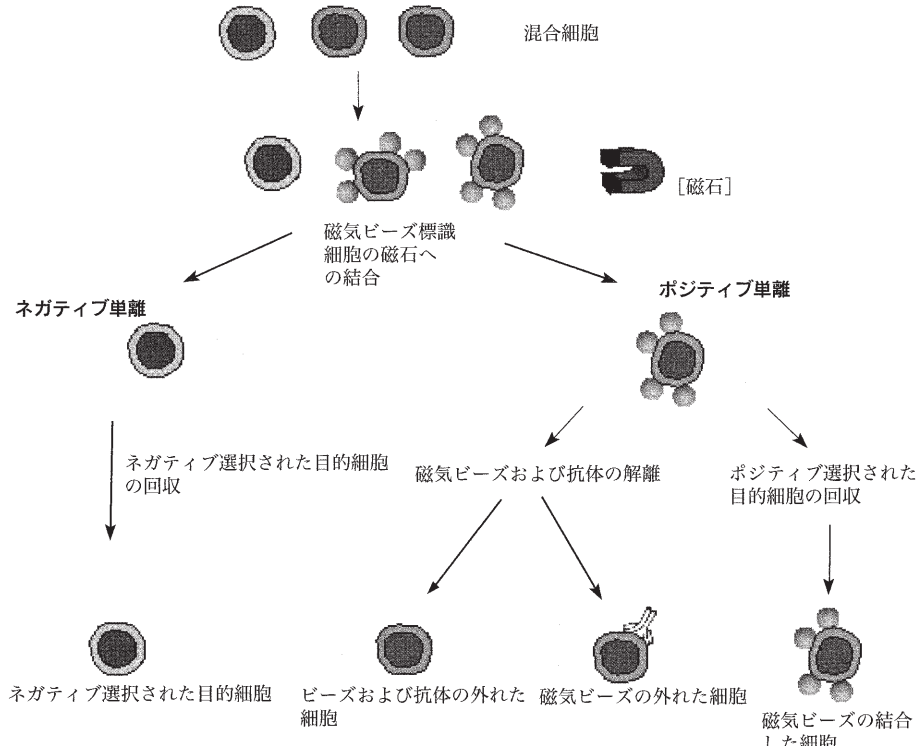 混合細胞
[磁石]
磁気ビーズ標識
細胞の磁石へ
の結合
ネガティブ単離
ポジティブ単離
ネガティブ選択された目的細胞
の回収
磁気ビーズおよび抗体の解離
ポジティブ選択された
目的細胞の回収
ネガティブ選択された目的細胞
ビーズおよび抗体の外れた
細胞
磁気ビーズの外れた細胞
磁気ビーズの結合
した細胞